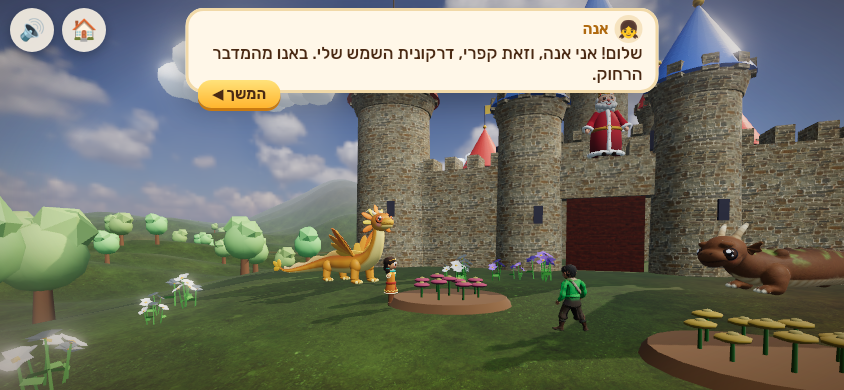 אנה
שלום! אני אנה, וזאת קפרי, דרקונית השמש שלי. באנו מהמדבר
הרחוק.
המשך ◀